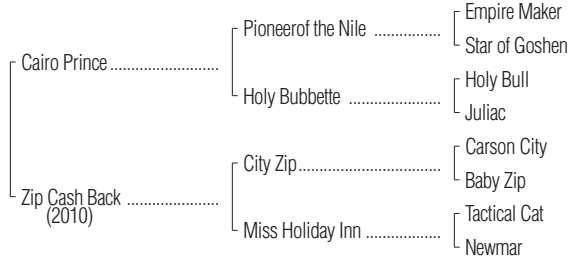 Cairo Prince
Pioneerof the Nile
Empire Maker
Star of Goshen
Holy Bubbette
Holy Bull
Juliac
Zip Cash Back
(2010)
City Zip
Carson City
Baby Zip
Miss Holiday Inn
Tactical Cat
Newmar